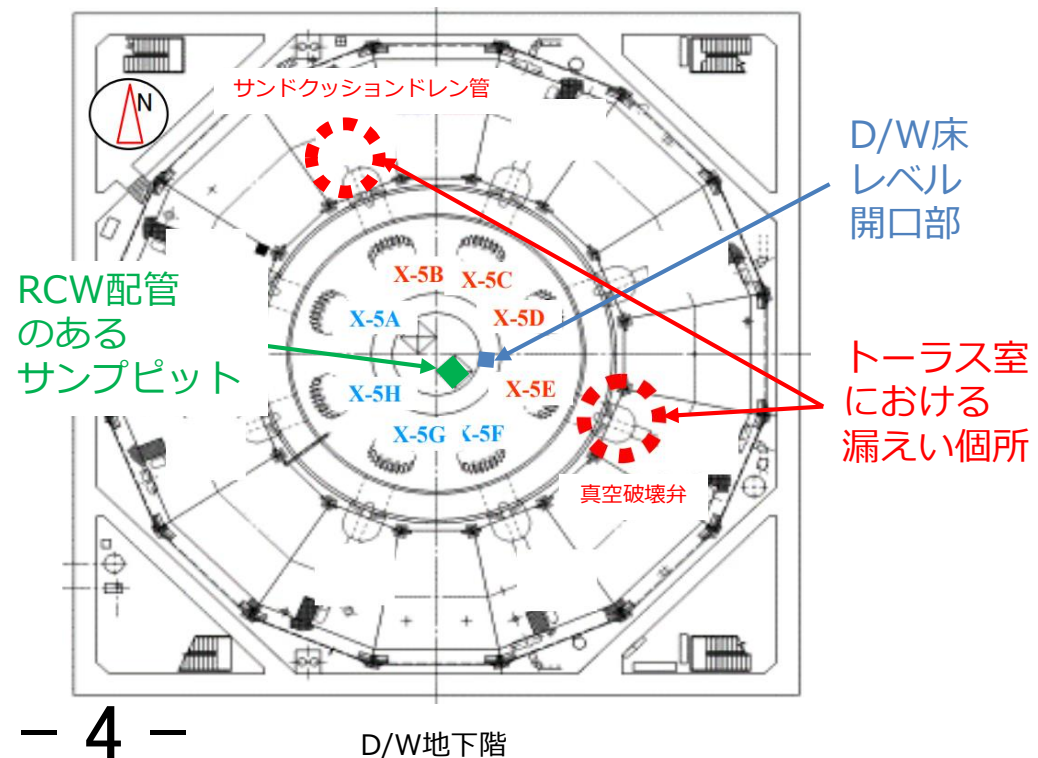 サンドクッションドレン管
N
D/W床
レベル
開口部
RCW配管
のある
サンプピット
X-5B
X-5C
X-5A
X-5D
X-5H
X-5E
X-5G
X-5F
トーラス室
における
漏えい個所
真空破壊弁
− 4 −
D/W地下階